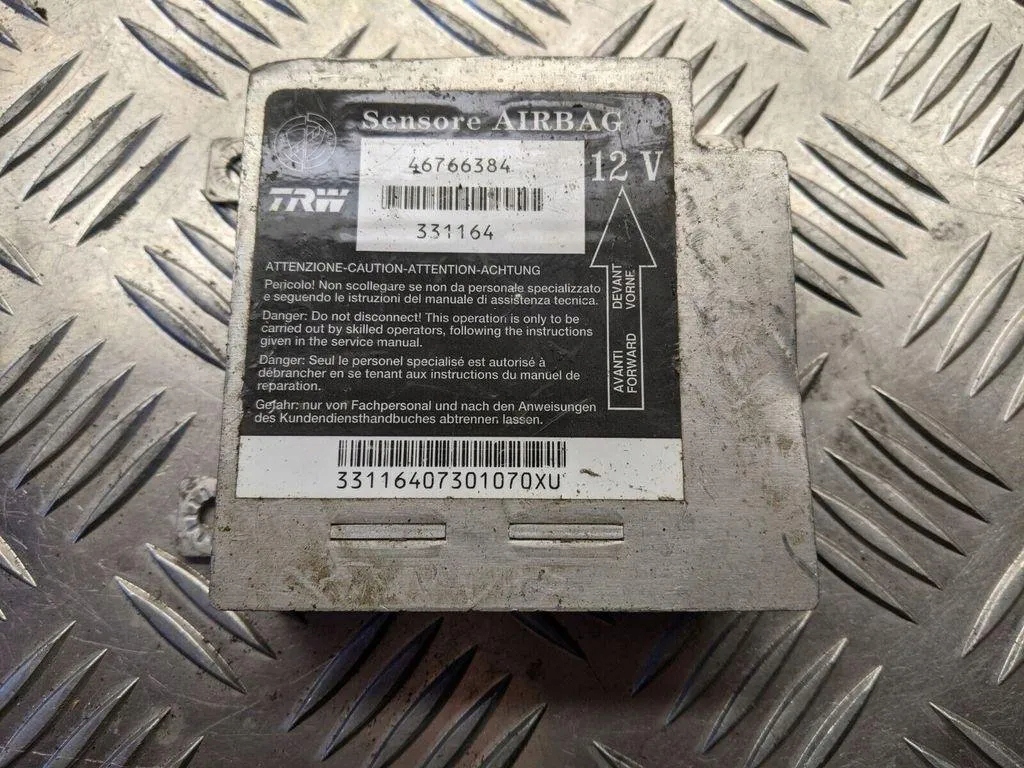 Sensore AIRBAG
46766384
12 V
TRW
331164
ATTENZIONE-CAUTION-ATTENTION-ACHTUNG
Pericolo! Non scollegare se non da personale specializzato
e seguendo le istruzioni del manuale di assistenza tecnica.
Danger: Do not disconnect! This operation is only to be
carried out by skilled operators, following the instructions
given in the service manual.
Danger: Seul le personel specialisé est autorisé à
débrancher en se tenant aux instructions du manuel de
reparation.
Gefahr: nur von Fachpersonal und nach den Anweisungen
des Kundendiensthandbuches abtrennen lassen.
AVANTI DEVANT
FORWARD VORNE
33116407301070XU